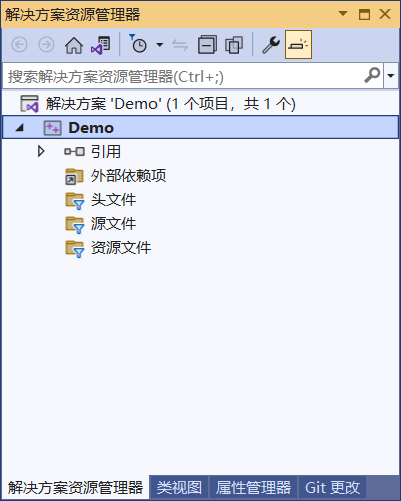 解决方案资源管理器
搜索解决方案资源管理器(Ctrl+;)
解决方案 'Demo' (1 个项目，共 1 个)
Demo
引用
外部依赖项
头文件
源文件
资源文件
解决方案资源管理器 类视图 属性管理器 Git 更改